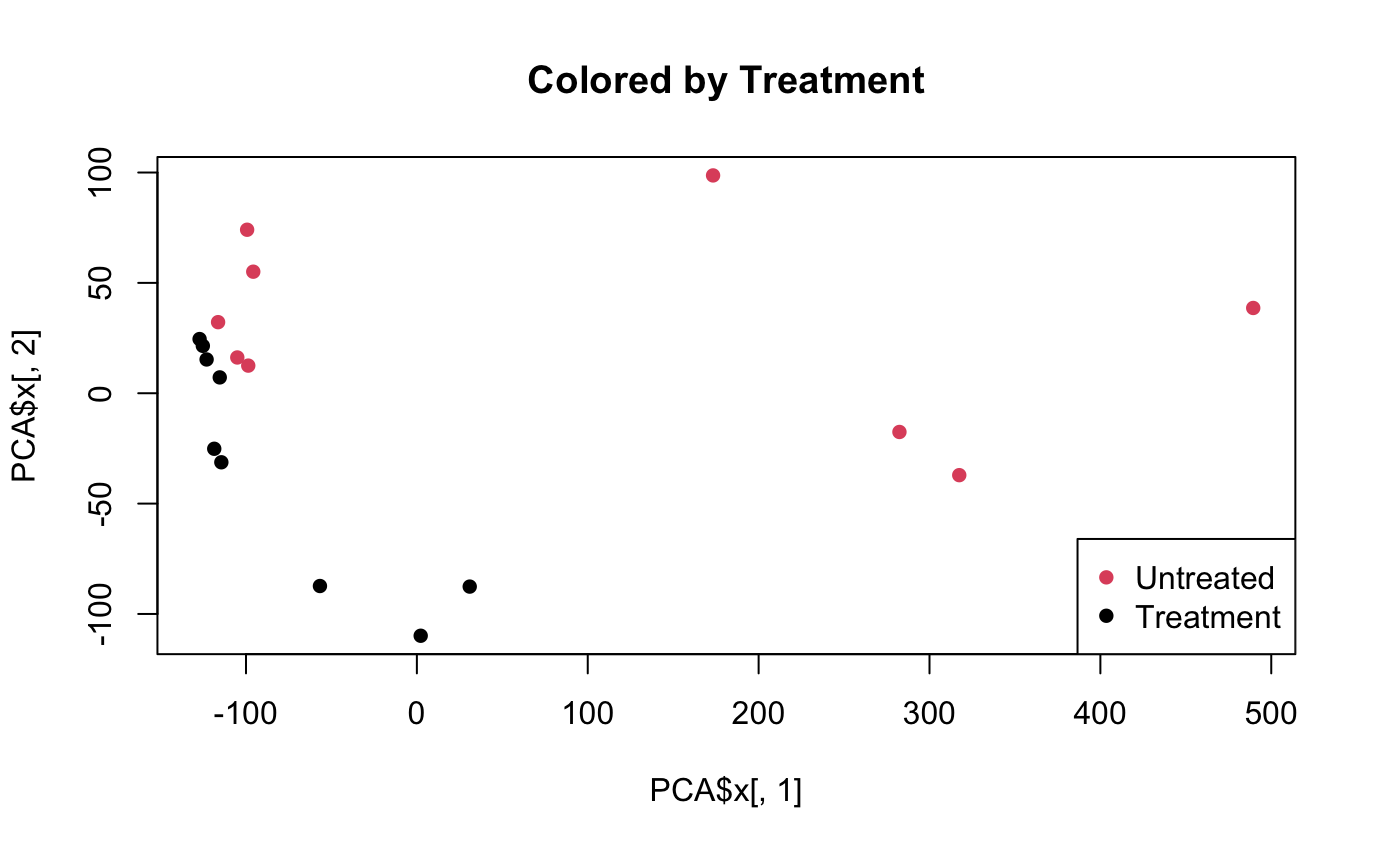 Colored by Treatment
100
50
0
-50
-100
PCA$x[, 2]
Untreated
Treatment
-100 0 100 200 300 400 500
PCA$x[, 1]